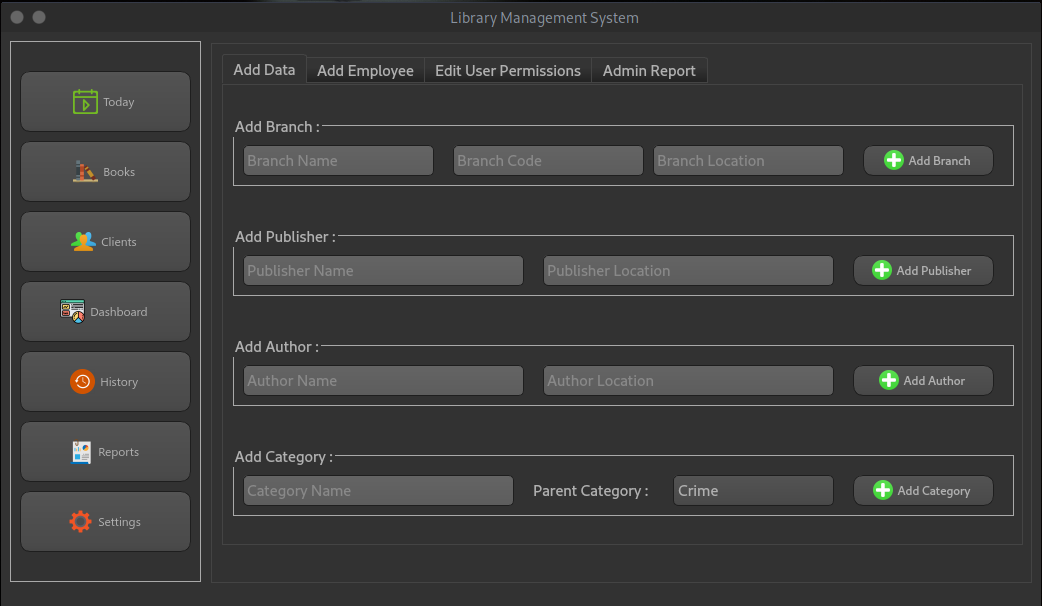 Library Management System
Today
Books
Clients
Dashboard
History
Reports
Settings
Add Data Add Employee Edit User Permissions Admin Report
Add Branch :
Branch Name Branch Code Branch Location Add Branch
Add Publisher :
Publisher Name Publisher Location Add Publisher
Add Author :
Author Name Author Location Add Author
Add Category :
Category Name Parent Category : Crime Add Category